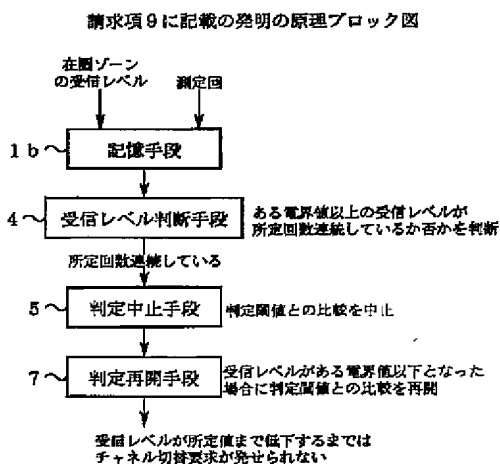 請求項9に記載の発明の原理ブロック図
在圏ゾーン
の受信レベル
測定回
1b
記憶手段
4
受信レベル判断手段
ある電界値以上の受信レベルが
所定回数連続しているか否かを判断
所定回数連続している
5
判定中止手段
判定閾値との比較を中止
7
判定再開手段
受信レベルがある電界値以下となった
場合に判定閾値との比較を再開
受信レベルが所定値まで低下するまでは
チャネル切替要求が発せられない